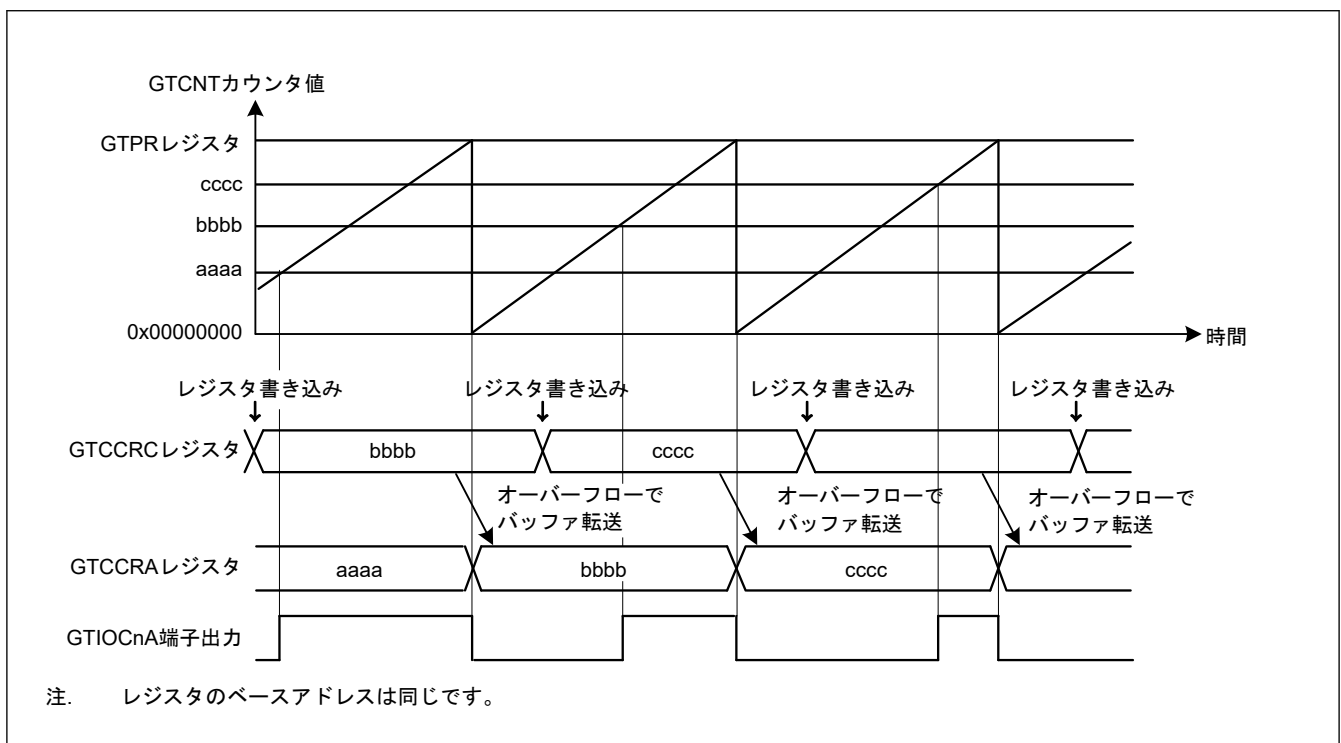 GTCNTカウンタ値
GTPRレジスタ
cccc
bbbb
aaaa
0x00000000
時間
レジスタ書き込み レジスタ書き込み レジスタ書き込み レジスタ書き込み
GTCCRCレジスタ bbbb cccc
オーバーフローで オーバーフローで オーバーフローで
バッファ転送 バッファ転送 バッファ転送
GTCCRAレジスタ aaaa bbbb cccc
GTIOCnA端子出力
注. レジスタのベースアドレスは同じです。